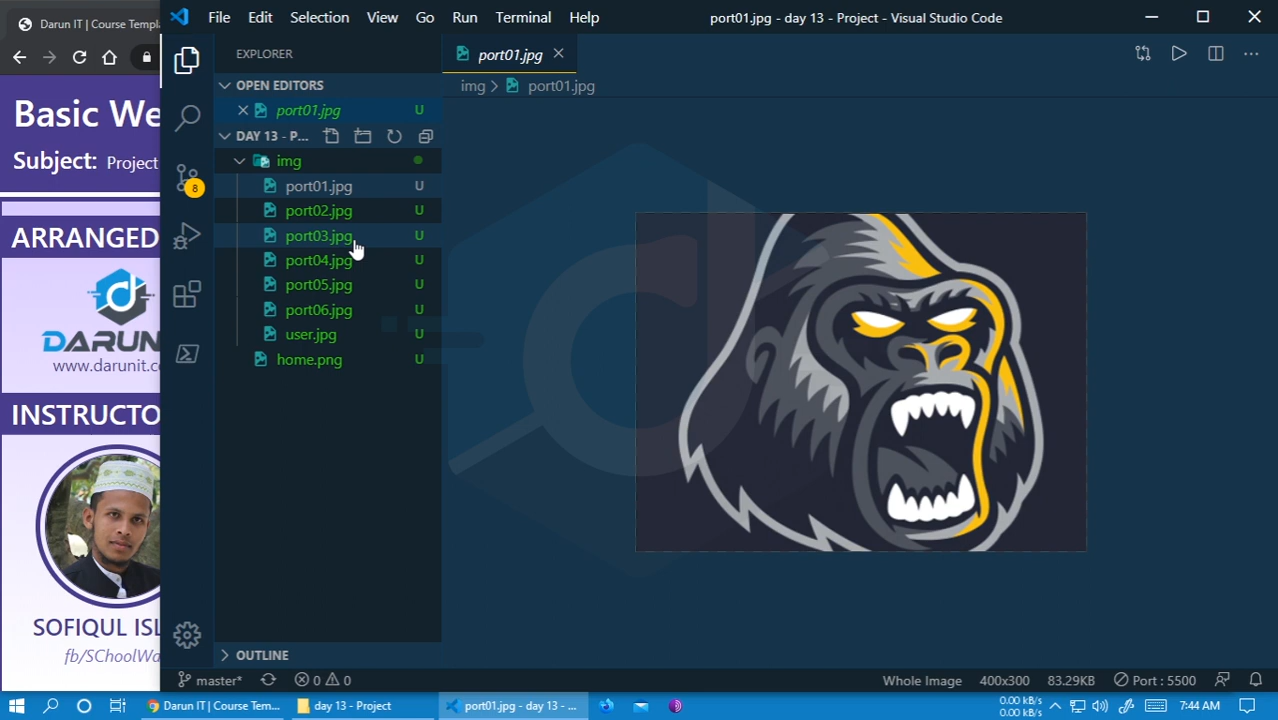 Darun IT | Course Templa
Basic We
Subject: Project
ARRANGED
DARUN
www.darunit.co
INSTRUCTO
SOFIQUL ISL
fb/SChoolWa
File Edit Selection View Go Run Terminal Help
port01.jpg - day 13 - Project - Visual Studio Code
EXPLORER
OPEN EDITORS
port01.jpg U
DAY 13 - P...
img
port01.jpg U
port02.jpg U
port03.jpg U
port04.jpg U
port05.jpg U
port06.jpg U
user.jpg U
home.png U
OUTLINE
8
port01.jpg
img > port01.jpg
master* 0 0
Whole Image 400x300 83.29KB Port : 5500
Darun IT | Course Tem...
day 13 - Project
port01.jpg - day 13 - ...
0.00 kB/s
0.00 kB/s
7:44 AM